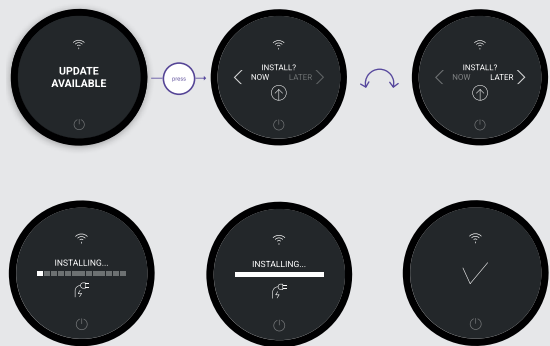 UPDATE
AVAILABLE
press
INSTALL?
NOW LATER
INSTALL?
NOW LATER
INSTALLING...
INSTALLING...